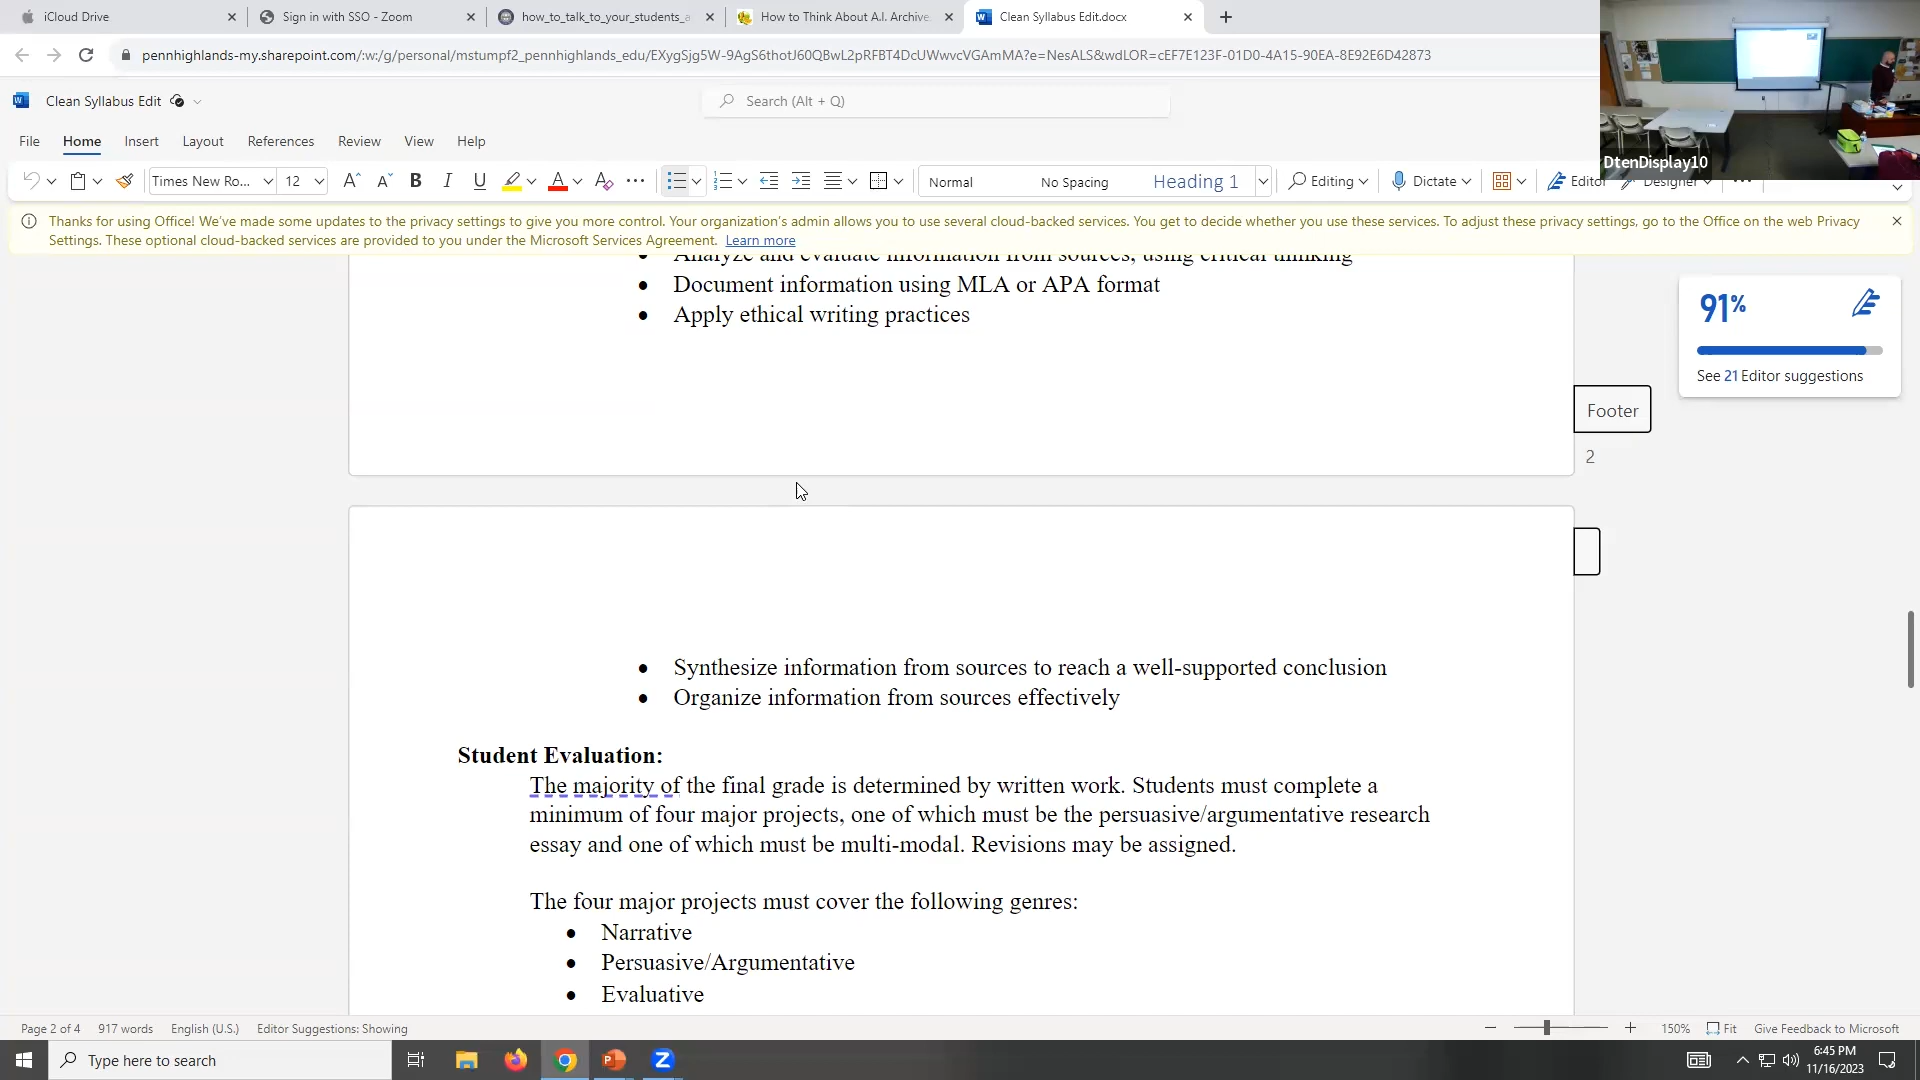 iCloud Drive
Sign in with SSO - Zoom
how_to_talk_to_your_students_a
How to Think About A.I. Archive
Clean Syllabus Edit.docx
pennhighlands-my.sharepoint.com/:w:/g/personal/mstumpf2_pennhighlands_edu/EXygSjg5W-9AgS6thotJ60QBwL2pRFBT4DcUWwvcVGAmMA?e=NesALS&wdLOR=cEF7E123F-01D0-4A15-90EA-8E92E6D42873
Clean Syllabus Edit
Search (Alt + Q)
File Home Insert Layout References Review View Help
DtenDisplay10
Times New Ro... 12 A A B I U A Normal No Spacing Heading 1 Editing Dictate Editor Designer
Thanks for using Office! We've made some updates to the privacy settings to give you more control. Your organization's admin allows you to use several cloud-backed services. You get to decide whether you use these services. To adjust these privacy settings, go to the Office on the web Privacy
Settings. These optional cloud-backed services are provided to you under the Microsoft Services Agreement. Learn more
• Analyze and evaluate information from sources, using critical thinking
• Document information using MLA or APA format
• Apply ethical writing practices
91%
See 21 Editor suggestions
Footer
2
• Synthesize information from sources to reach a well-supported conclusion
• Organize information from sources effectively
Student Evaluation:
The majority of the final grade is determined by written work. Students must complete a
minimum of four major projects, one of which must be the persuasive/argumentative research
essay and one of which must be multi-modal. Revisions may be assigned.
The four major projects must cover the following genres:
• Narrative
• Persuasive/Argumentative
• Evaluative
Page 2 of 4 917 words English (U.S.) Editor Suggestions: Showing
150% Fit Give Feedback to Microsoft
Type here to search
6:45 PM
11/16/2023